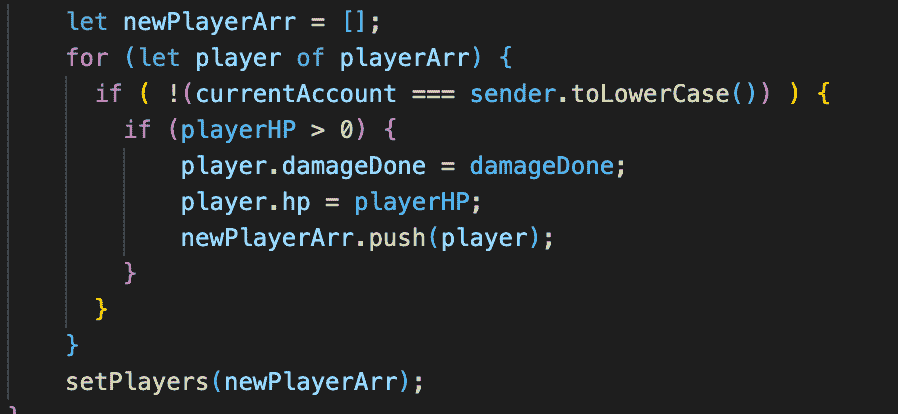 let newPlayerArr = [];
for (let player of playerArr) {
if ( !(currentAccount === sender.toLowerCase()) ) {
if (playerHP > 0) {
player.damageDone = damageDone;
player.hp = playerHP;
newPlayerArr.push(player);
}
}
}
setPlayers(newPlayerArr);
}